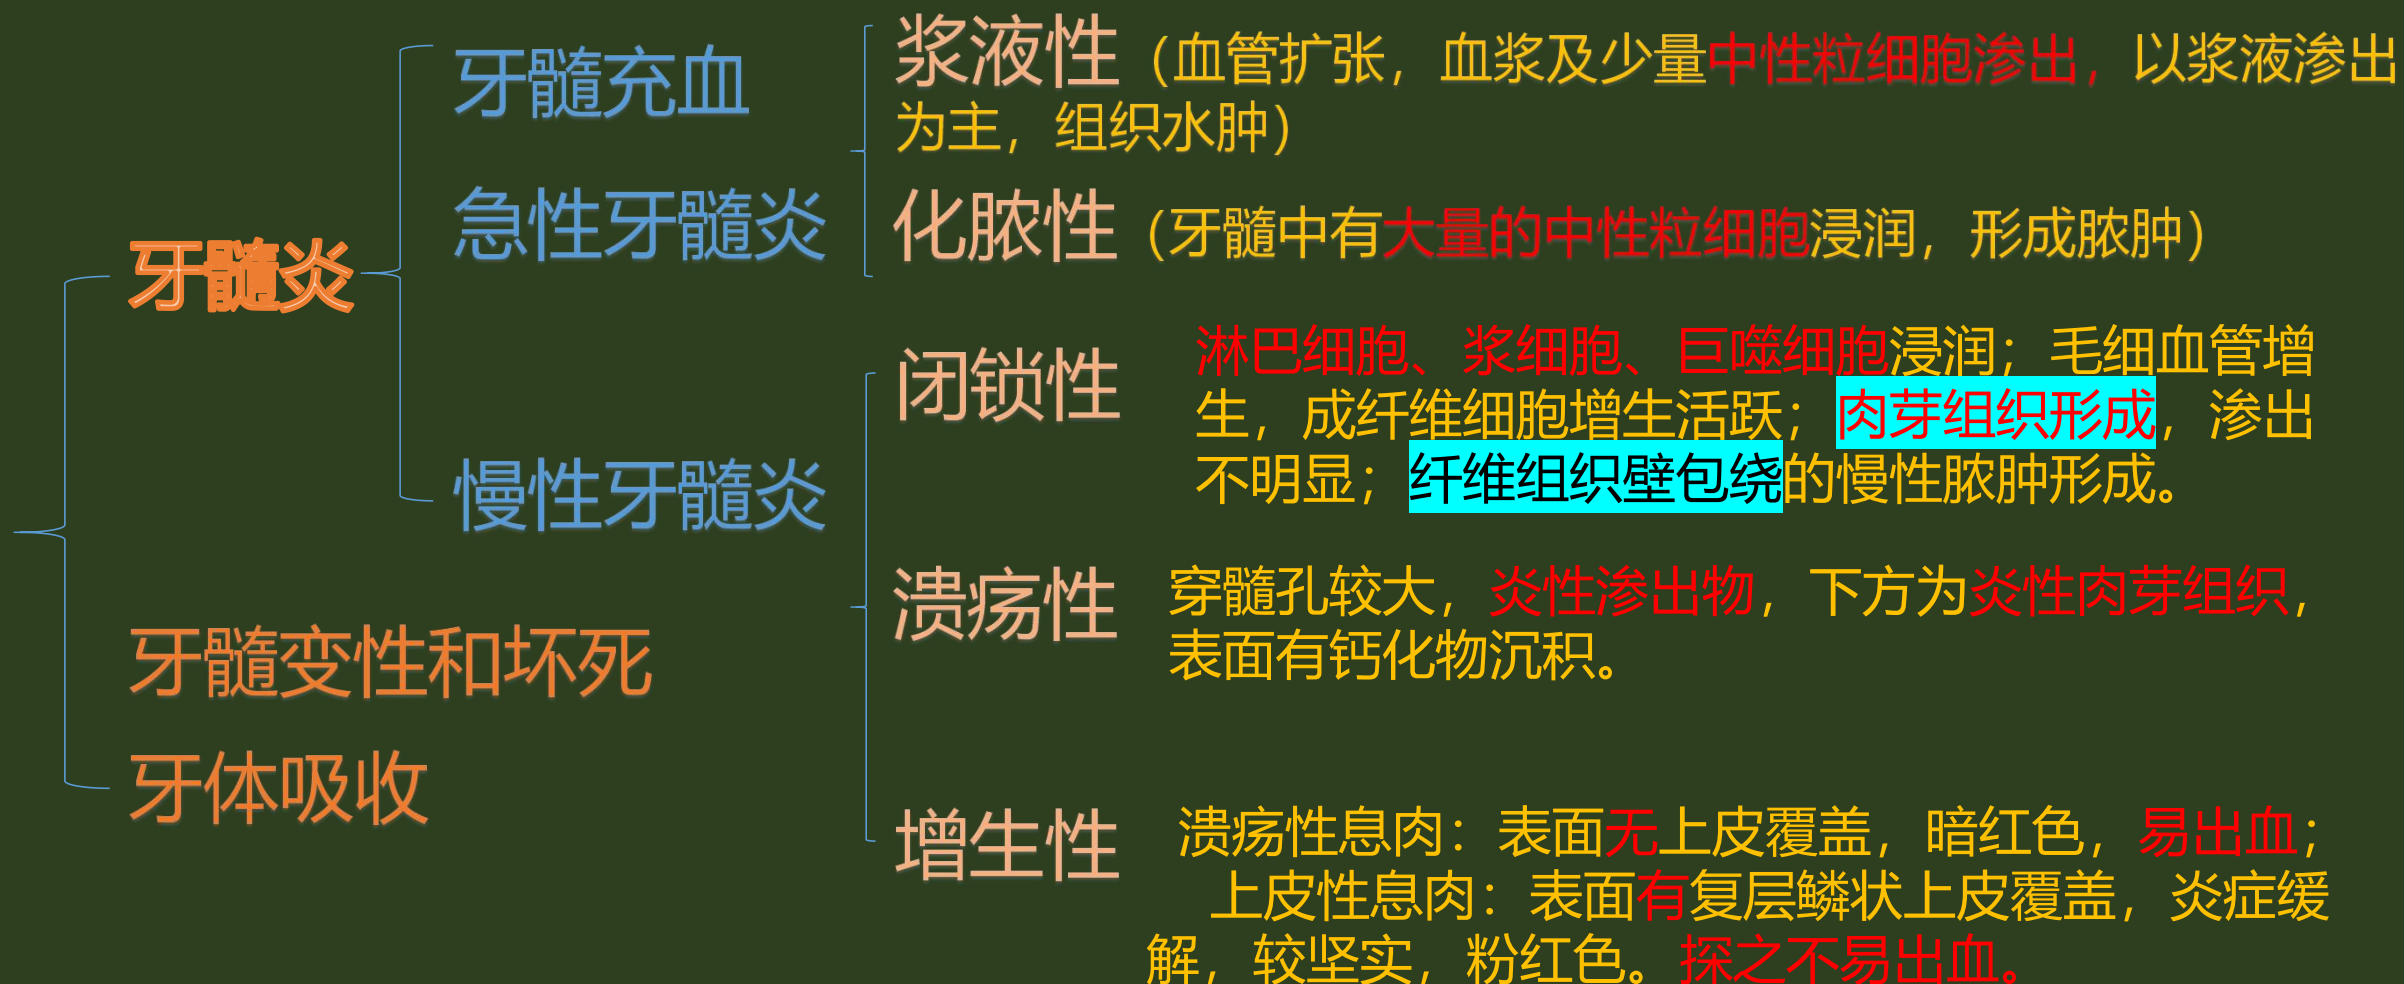 牙髓炎
牙髓变性和坏死
牙体吸收
牙髓充血
急性牙髓炎
慢性牙髓炎
浆液性（血管扩张，血浆及少量中性粒细胞渗出，以浆液渗出
为主，组织水肿）
化脓性（牙髓中有大量的中性粒细胞浸润，形成脓肿）
闭锁性
淋巴细胞、浆细胞、巨噬细胞浸润；毛细血管增
生，成纤维细胞增生活跃；肉芽组织形成，渗出
不明显；纤维组织壁包绕的慢性脓肿形成。
溃疡性
穿髓孔较大，炎性渗出物，下方为炎性肉芽组织，
表面有钙化物沉积。
增生性
溃疡性息肉：表面无上皮覆盖，暗红色，易出血；
上皮性息肉：表面有复层鳞状上皮覆盖，炎症缓
解，较坚实，粉红色。探之不易出血。